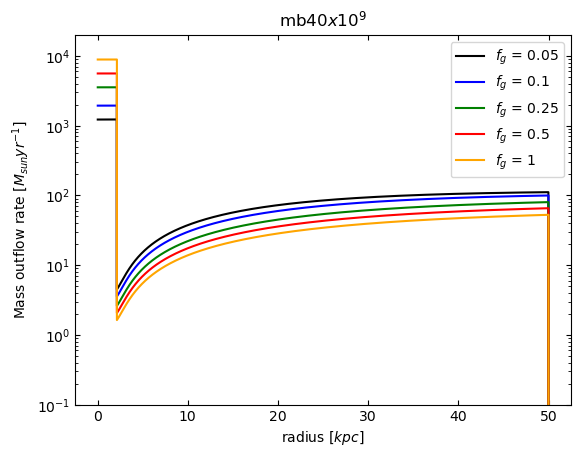 mb40x10^9
Mass outflow rate [M_{sun}yr^{-1}]
10^4
10^3
10^2
10^1
10^0
10^{-1}
f_g = 0.05
f_g = 0.1
f_g = 0.25
f_g = 0.5
f_g = 1
0 10 20 30 40 50
radius [kpc]